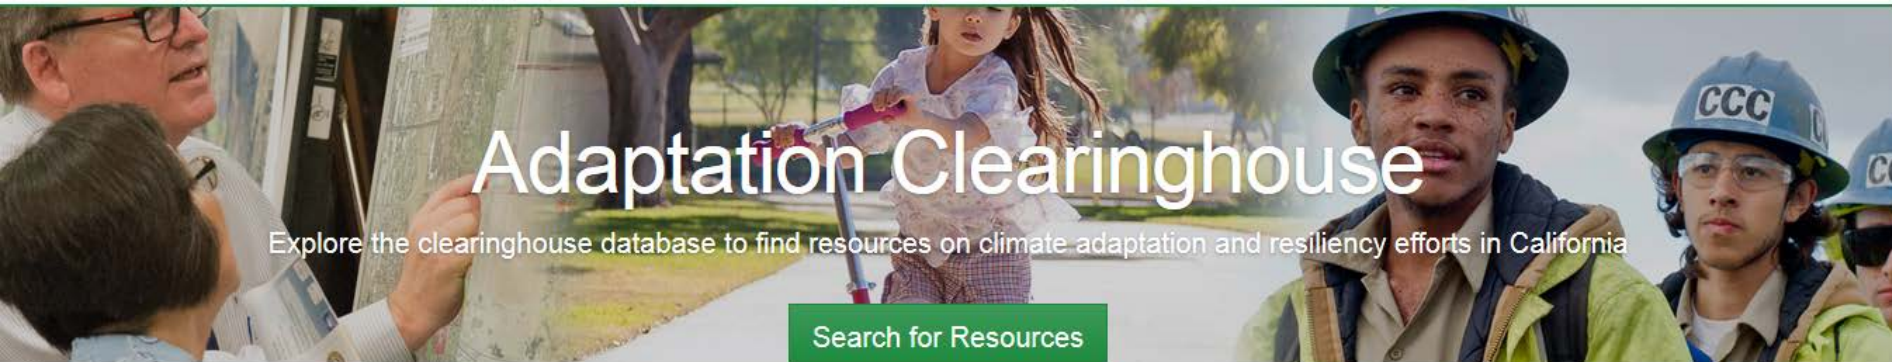 Adaptation Clearinghouse
Explore the clearinghouse database to find resources on climate adaptation and resiliency efforts in California
Search for Resources
CCC